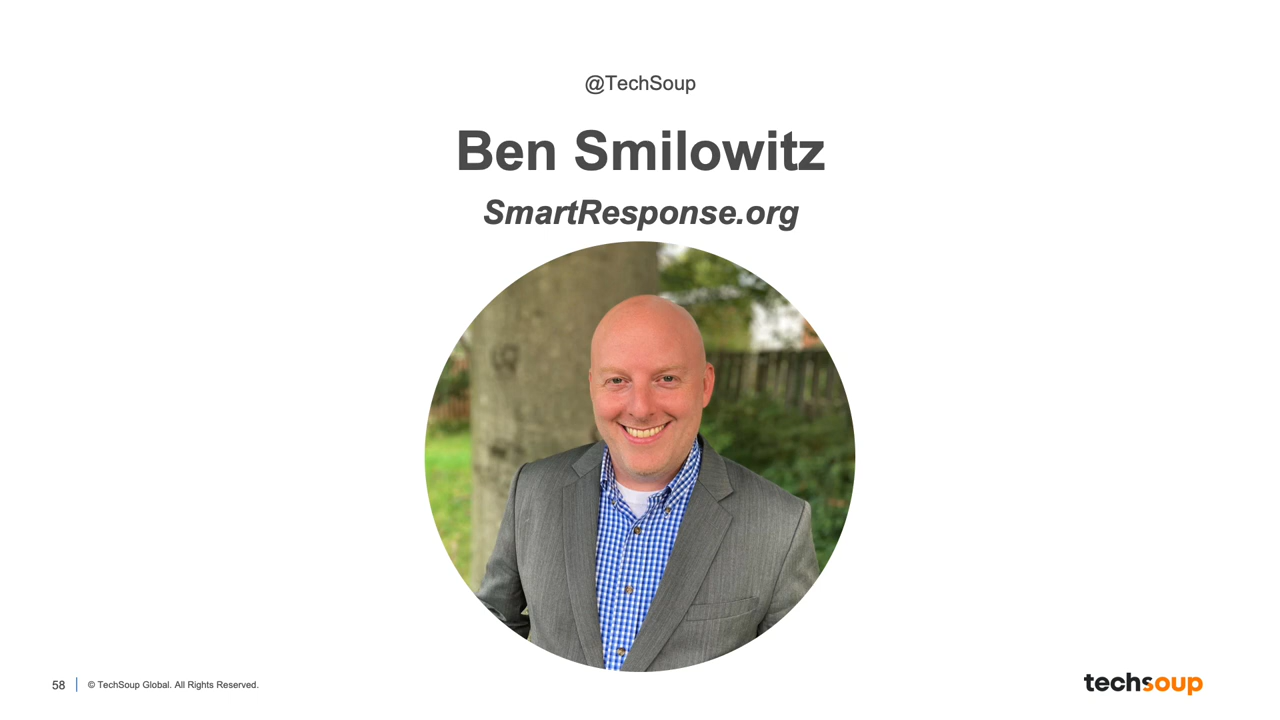 @TechSoup
Ben Smilowitz
SmartResponse.org
58
© TechSoup Global. All Rights Reserved.
techsoup